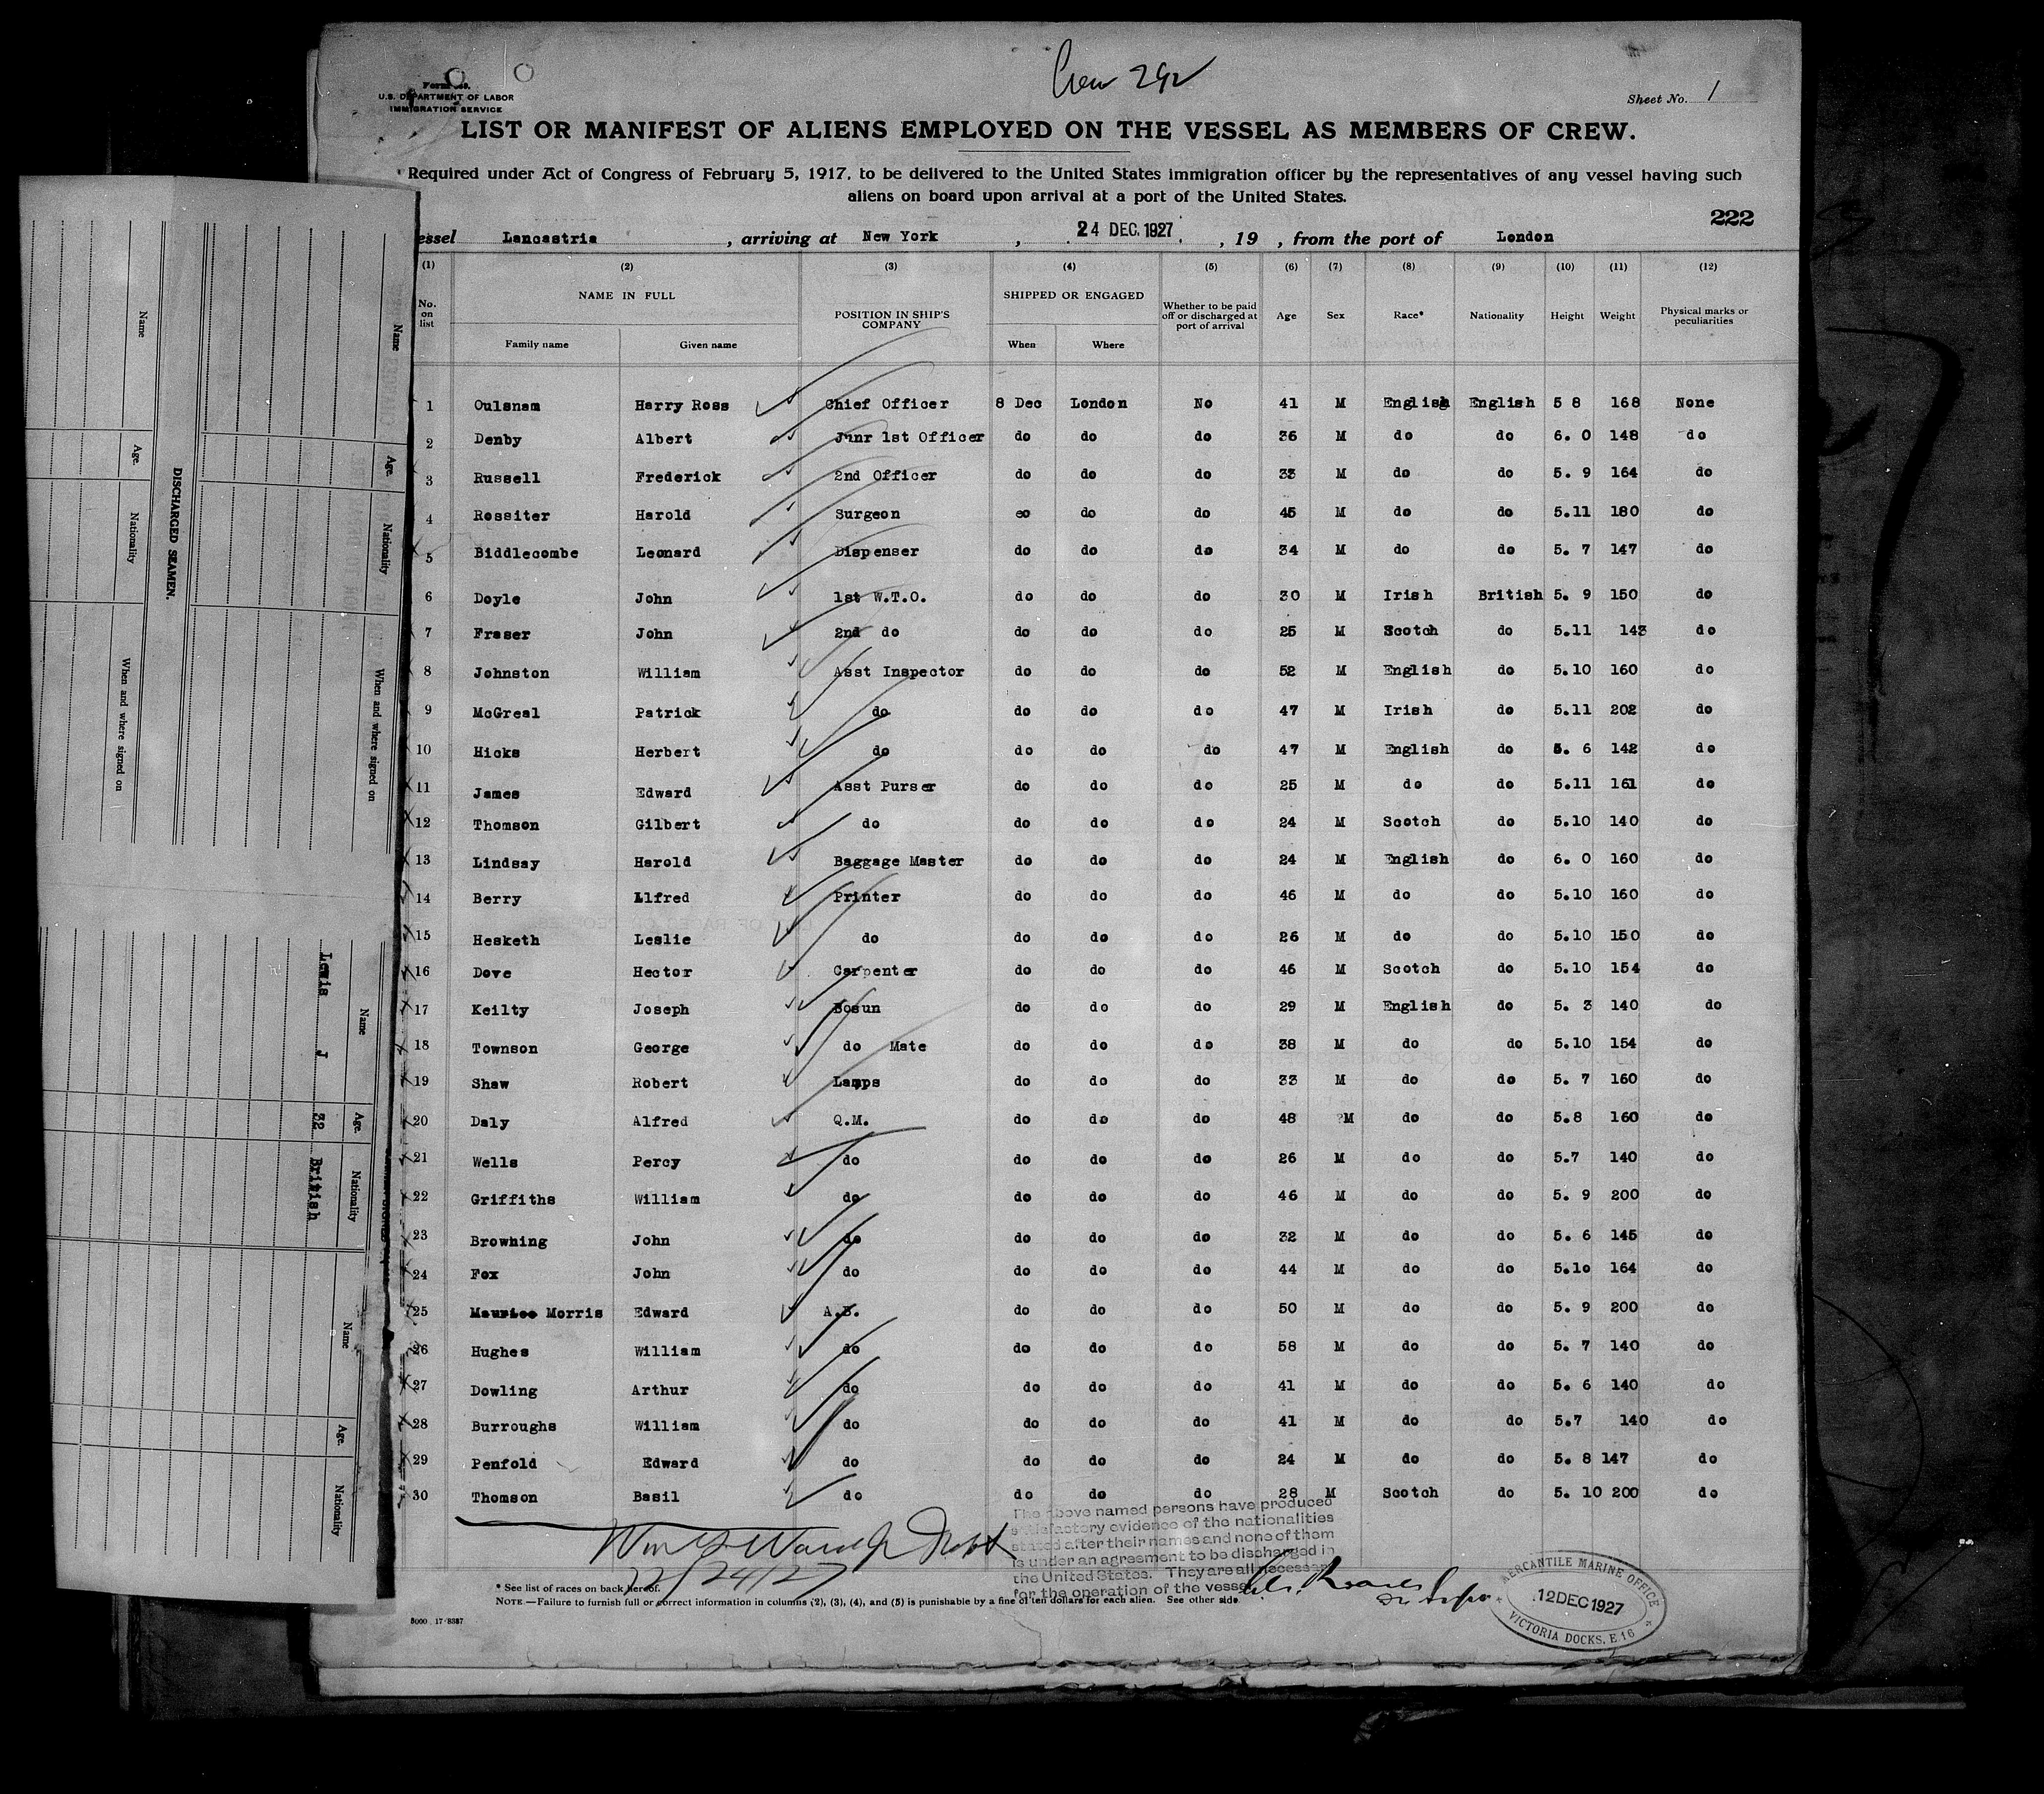 Crew 292
Form 689.
U.S. DEPARTMENT OF LABOR
IMMIGRATION SERVICE
Sheet No. 1
LIST OR MANIFEST OF ALIENS EMPLOYED ON THE VESSEL AS MEMBERS OF CREW.
Required under Act of Congress of February 5, 1917, to be delivered to the United States immigration officer by the representatives of any vessel having such
aliens on board upon arrival at a port of the United States.
222
essel Lancastria, arriving at New York, 24 DEC. 1927, 19 , from the port of London
(1) (2) (3) (4) (5) (6) (7) (8) (9) (10) (11) (12)
No. on list NAME IN FULL Family name Given name POSITION IN SHIP'S COMPANY SHIPPED OR ENGAGED When Where Whether to be paid off or discharged at port of arrival Age Sex Race* Nationality Height Weight Physical marks or peculiarities
1 Oulsnam Harry Ross Chief Officer 8 Dec London No 41 M English English 5 8 168 None
2 Denby Albert Junr 1st Officer do do do 36 M do do 6. 0 148 do
3 Russell Frederick 2nd Officer do do do 33 M do do 5. 9 164 do
4 Rossiter Harold Surgeon eo do do 45 M do do 5.11 180 do
5 Biddlecombe Leonard Dispenser do do do 34 M do do 5. 7 147 do
6 Doyle John 1st W.T.O. do do do 30 M Irish British 5. 9 150 do
7 Fraser John 2nd do do do do 25 M Scotch do 5.11 143 do
8 Johnston William Asst Inspector do do do 52 M English do 5.10 160 do
9 McGreal Patrick do do do do 47 M Irish do 5.11 202 do
10 Hicks Herbert do do do do 47 M English do 5. 6 142 do
11 James Edward Asst Purser do do do 25 M do do 5.11 161 do
12 Thomson Gilbert do do do do 24 M Scotch do 5.10 140 do
13 Lindsay Harold Baggage Master do do do 24 M English do 6. 0 160 do
14 Berry Alfred Printer do do do 46 M do do 5.10 160 do
15 Hesketh Leslie do do do do 26 M do do 5.10 150 do
16 Dove Hector Carpenter do do do 46 M Scotch do 5.10 154 do
17 Keilty Joseph Bosun do do do 29 M English do 5. 3 140 do
18 Townson George do Mate do do do 38 M do do 5.10 154 do
19 Shaw Robert Lamps do do do 33 M do do 5. 7 160 do
20 Daly Alfred Q.M. do do do 48 M do do 5.8 160 do
21 Wells Percy do do do do 26 M do do 5.7 140 do
22 Griffiths William do do do do 46 M do do 5. 9 200 do
23 Browning John do do do do 32 M do do 5. 6 145 do
24 Fox John do do do do 44 M do do 5.10 164 do
25 Maurice Morris Edward A.B. do do do 50 M do do 5. 9 200 do
26 Hughes William do do do do 58 M do do 5. 7 140 do
27 Dowling Arthur do do do do 41 M do do 5. 6 140 do
28 Burroughs William do do do do 41 M do do 5.7 140 do
29 Penfold Edward do do do do 24 M do do 5. 8 147 do
30 Thomson Basil do do do do 28 M Scotch do 5. 10 200 do
The above named persons have produced
satisfactory evidence of the nationalities
stated after their names and none of them
is under an agreement to be discharged in
the United States. They are all necessary
for the operation of the vessel
12/24/27
* See list of races on back hereof.
NOTE.—Failure to furnish full or correct information in columns (2), (3), (4), and (5) is punishable by a fine of ten dollars for each alien. See other side.
MERCANTILE MARINE OFFICE
12 DEC 1927
VICTORIA DOCKS, E 16
Name Age. Nationality When and where signed on
DISCHARGED SEAMEN.
Name Age. Nationality When and where signed on
Name Age. Nationality
Lewis J 32 British
Name Age. Nationality